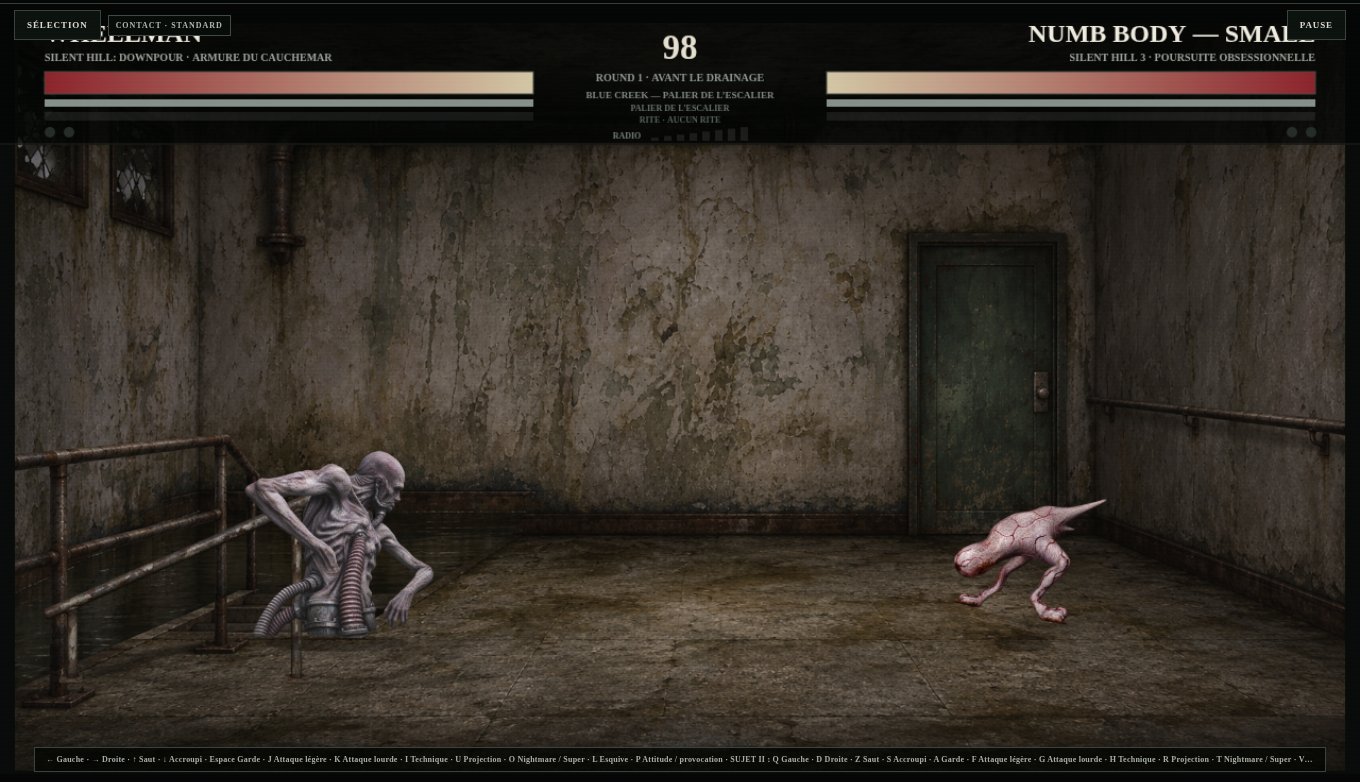 SÉLECTION
CONTACT · STANDARD
PAUSE
WHEELMAN
98
NUMB BODY — SMALL
SILENT HILL: DOWNPOUR · ARMURE DU CAUCHEMAR
SILENT HILL 3 · POURSUITE OBSESSIONNELLE
ROUND 1 · AVANT LE DRAINAGE
BLUE CREEK — PALIER DE L'ESCALIER
PALIER DE L'ESCALIER
RITE · AUCUN RITE
RADIO
← Gauche · → Droite · ↑ Saut · ↓ Accroupi · Espace Garde · J Attaque légère · K Attaque lourde · I Technique · U Projection · O Nightmare / Super · L Esquive · P Attitude / provocation · SUJET II : Q Gauche · D Droite · Z Saut · S Accroupi · A Garde · F Attaque légère · G Attaque lourde · H Technique · R Projection · T Nightmare / Super · V…